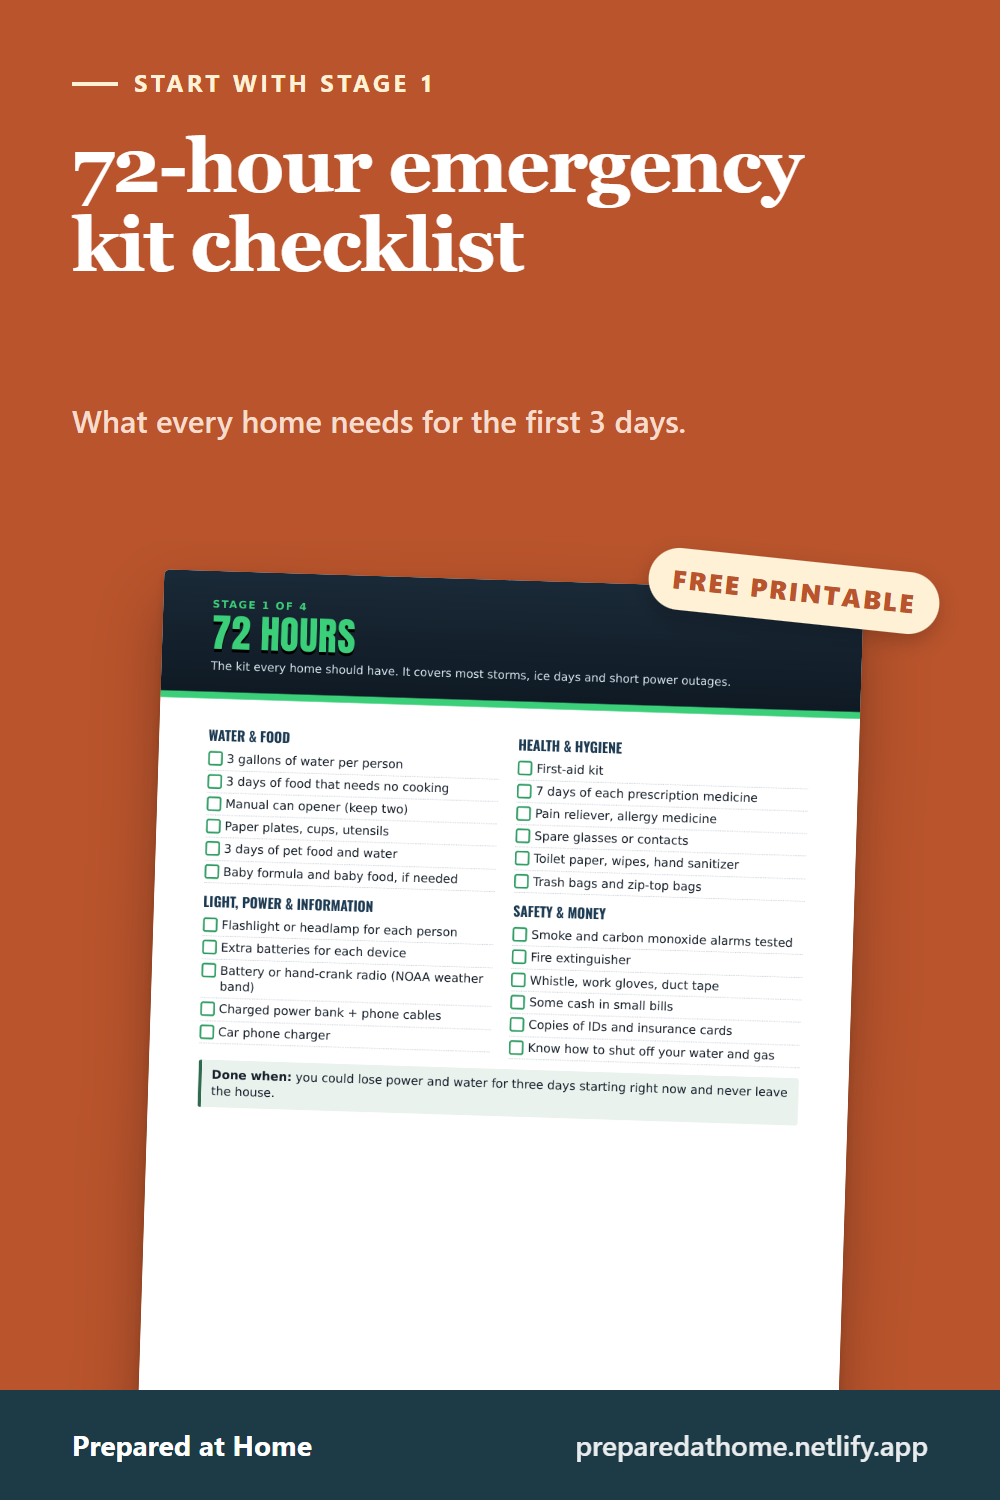 START WITH STAGE 1
72-hour emergency
kit checklist
What every home needs for the first 3 days.
FREE PRINTABLE
STAGE 1 OF 4
72 HOURS
The kit every home should have. It covers most storms, ice days and short power outages.
WATER & FOOD
3 gallons of water per person
3 days of food that needs no cooking
Manual can opener (keep two)
Paper plates, cups, utensils
3 days of pet food and water
Baby formula and baby food, if needed
LIGHT, POWER & INFORMATION
Flashlight or headlamp for each person
Extra batteries for each device
Battery or hand-crank radio (NOAA weather
band)
Charged power bank + phone cables
Car phone charger
HEALTH & HYGIENE
First-aid kit
7 days of each prescription medicine
Pain reliever, allergy medicine
Spare glasses or contacts
Toilet paper, wipes, hand sanitizer
Trash bags and zip-top bags
SAFETY & MONEY
Smoke and carbon monoxide alarms tested
Fire extinguisher
Whistle, work gloves, duct tape
Some cash in small bills
Copies of IDs and insurance cards
Know how to shut off your water and gas
Done when: you could lose power and water for three days starting right now and never leave
the house.
Prepared at Home
preparedathome.netlify.app